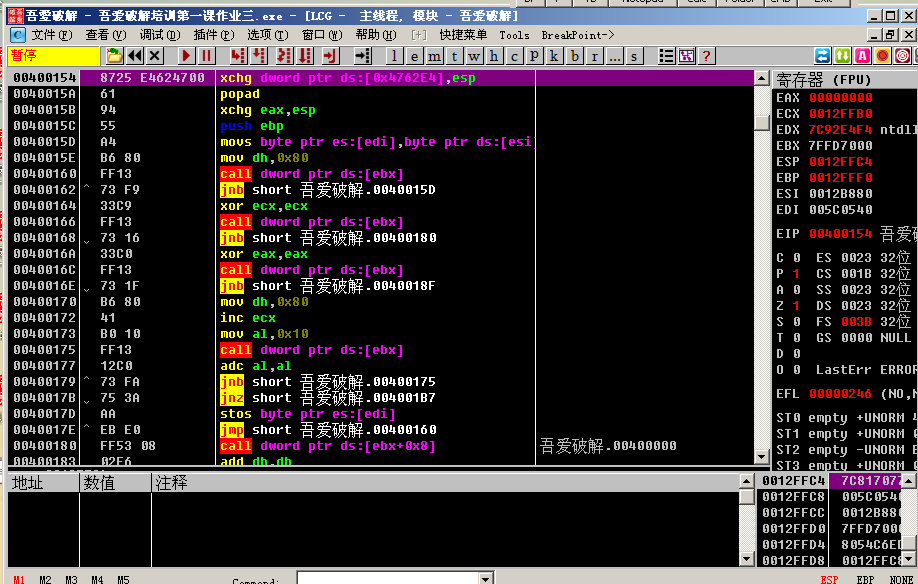 吾爱破解 - 吾爱破解培训第一课作业三.exe - [LCG - 主线程, 模块 - 吾爱破解]
文件(F) 查看(V) 调试(D) 插件(P) 选项(T) 窗口(W) 帮助(H) [+] 快捷菜单 Tools BreakPoint->
暂停 l e m t w h c P k b r ... s ?
00400154 8725 E4624700 xchg dword ptr ds:[0x4762E4],esp
0040015A 61 popad
0040015B 94 xchg eax,esp
0040015C 55 push ebp
0040015D A4 movs byte ptr es:[edi],byte ptr ds:[esi]
0040015E B6 80 mov dh,0x80
00400160 FF13 call dword ptr ds:[ebx]
00400162 ^ 73 F9 jnb short 吾爱破解.0040015D
00400164 33C9 xor ecx,ecx
00400166 FF13 call dword ptr ds:[ebx]
00400168 73 16 jnb short 吾爱破解.00400180
0040016A 33C0 xor eax,eax
0040016C FF13 call dword ptr ds:[ebx]
0040016E 73 1F jnb short 吾爱破解.0040018F
00400170 B6 80 mov dh,0x80
00400172 41 inc ecx
00400173 B0 10 mov al,0x10
00400175 FF13 call dword ptr ds:[ebx]
00400177 12C0 adc al,al
00400179 ^ 73 FA jnb short 吾爱破解.00400175
0040017B 75 3A jnz short 吾爱破解.004001B7
0040017D AA stos byte ptr es:[edi]
0040017E ^ EB E0 jmp short 吾爱破解.00400160
00400180 FF53 08 call dword ptr ds:[ebx+0x8] 吾爱破解.00400000
00400183 02F6 add dh,dh
寄存器 (FPU)
EAX 00000000
ECX 0012FFB0
EDX 7C92E4F4 ntdll
EBX 7FFD7000
ESP 0012FFC4
EBP 0012FFF0
ESI 0012B880
EDI 005C0540
EIP 00400154 吾爱破
C 0 ES 0023 32位
P 1 CS 001B 32位
A 0 SS 0023 32位
Z 1 DS 0023 32位
S 0 FS 003B 32位
T 0 GS 0000 NULL
D 0
O 0 LastErr ERROR
EFL 00000246 (NO,N
ST0 empty +UNORM
ST1 empty +UNORM
ST2 empty -UNORM
ST3 empty +UNORM
地址 数值 注释
0012FFC4 7C817077
0012FFC8 005C0540
0012FFCC 0012B880
0012FFD0 7FFD7000
0012FFD4 8054C6ED
0012FFD8 0012FFC8
M1 M2 M3 M4 M5 Command: ESP EBP NONE